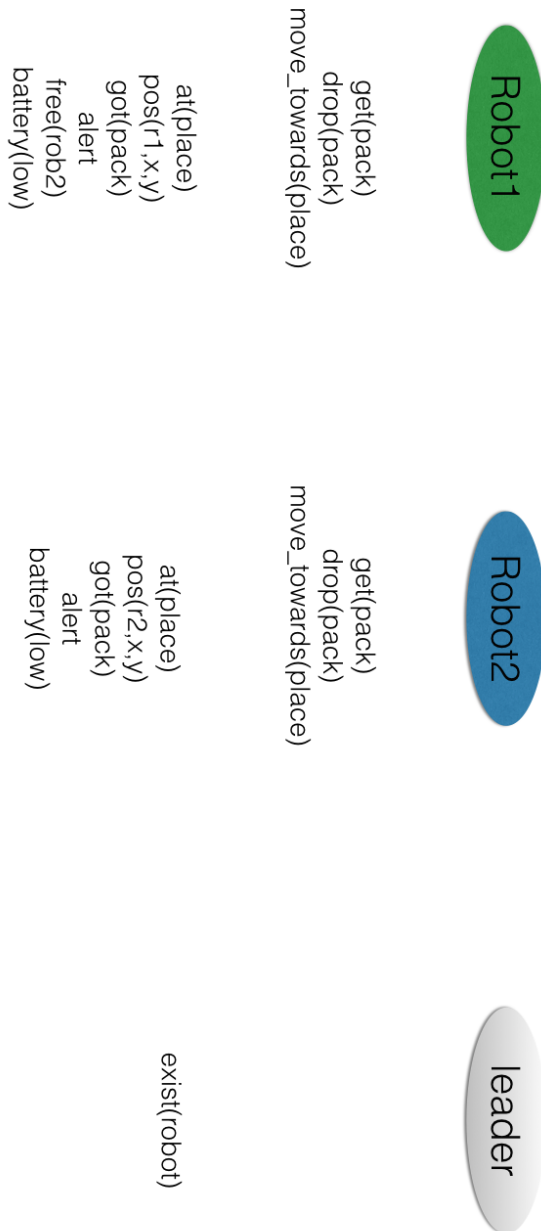 Robot1
get(pack)
drop(pack)
move_towards(place)
at(place)
pos(r1,x,y)
got(pack)
alert
free(rob2)
battery(low)
Robot2
get(pack)
drop(pack)
move_towards(place)
at(place)
pos(r2,x,y)
got(pack)
alert
battery(low)
leader
exist(robot)